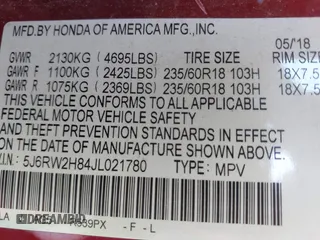 MFD.BY HONDA OF AMERICA MFG.,INC.
05/'18
GVWR 2130KG (4695LBS) TIRE SIZE RIM SIZE
GAWR F 1100KG (2425LBS) 235/60R18 103H 18X7.5
GAWR R 1075KG (2369LBS) 235/60R18 103H 18X7.5
THIS VEHICLE CONFORMS TO ALL APPLICABLE
FEDERAL MOTOR VEHICLE SAFETY
AND THEFT PREVENTION STANDARDS IN EFFECT ON
DATE OF MANUFACTURE SHOWN ABOVE.
I.N: 5J6RW2H84JL021780 TYPE: MPV
DREAMBID
939PX -F-L